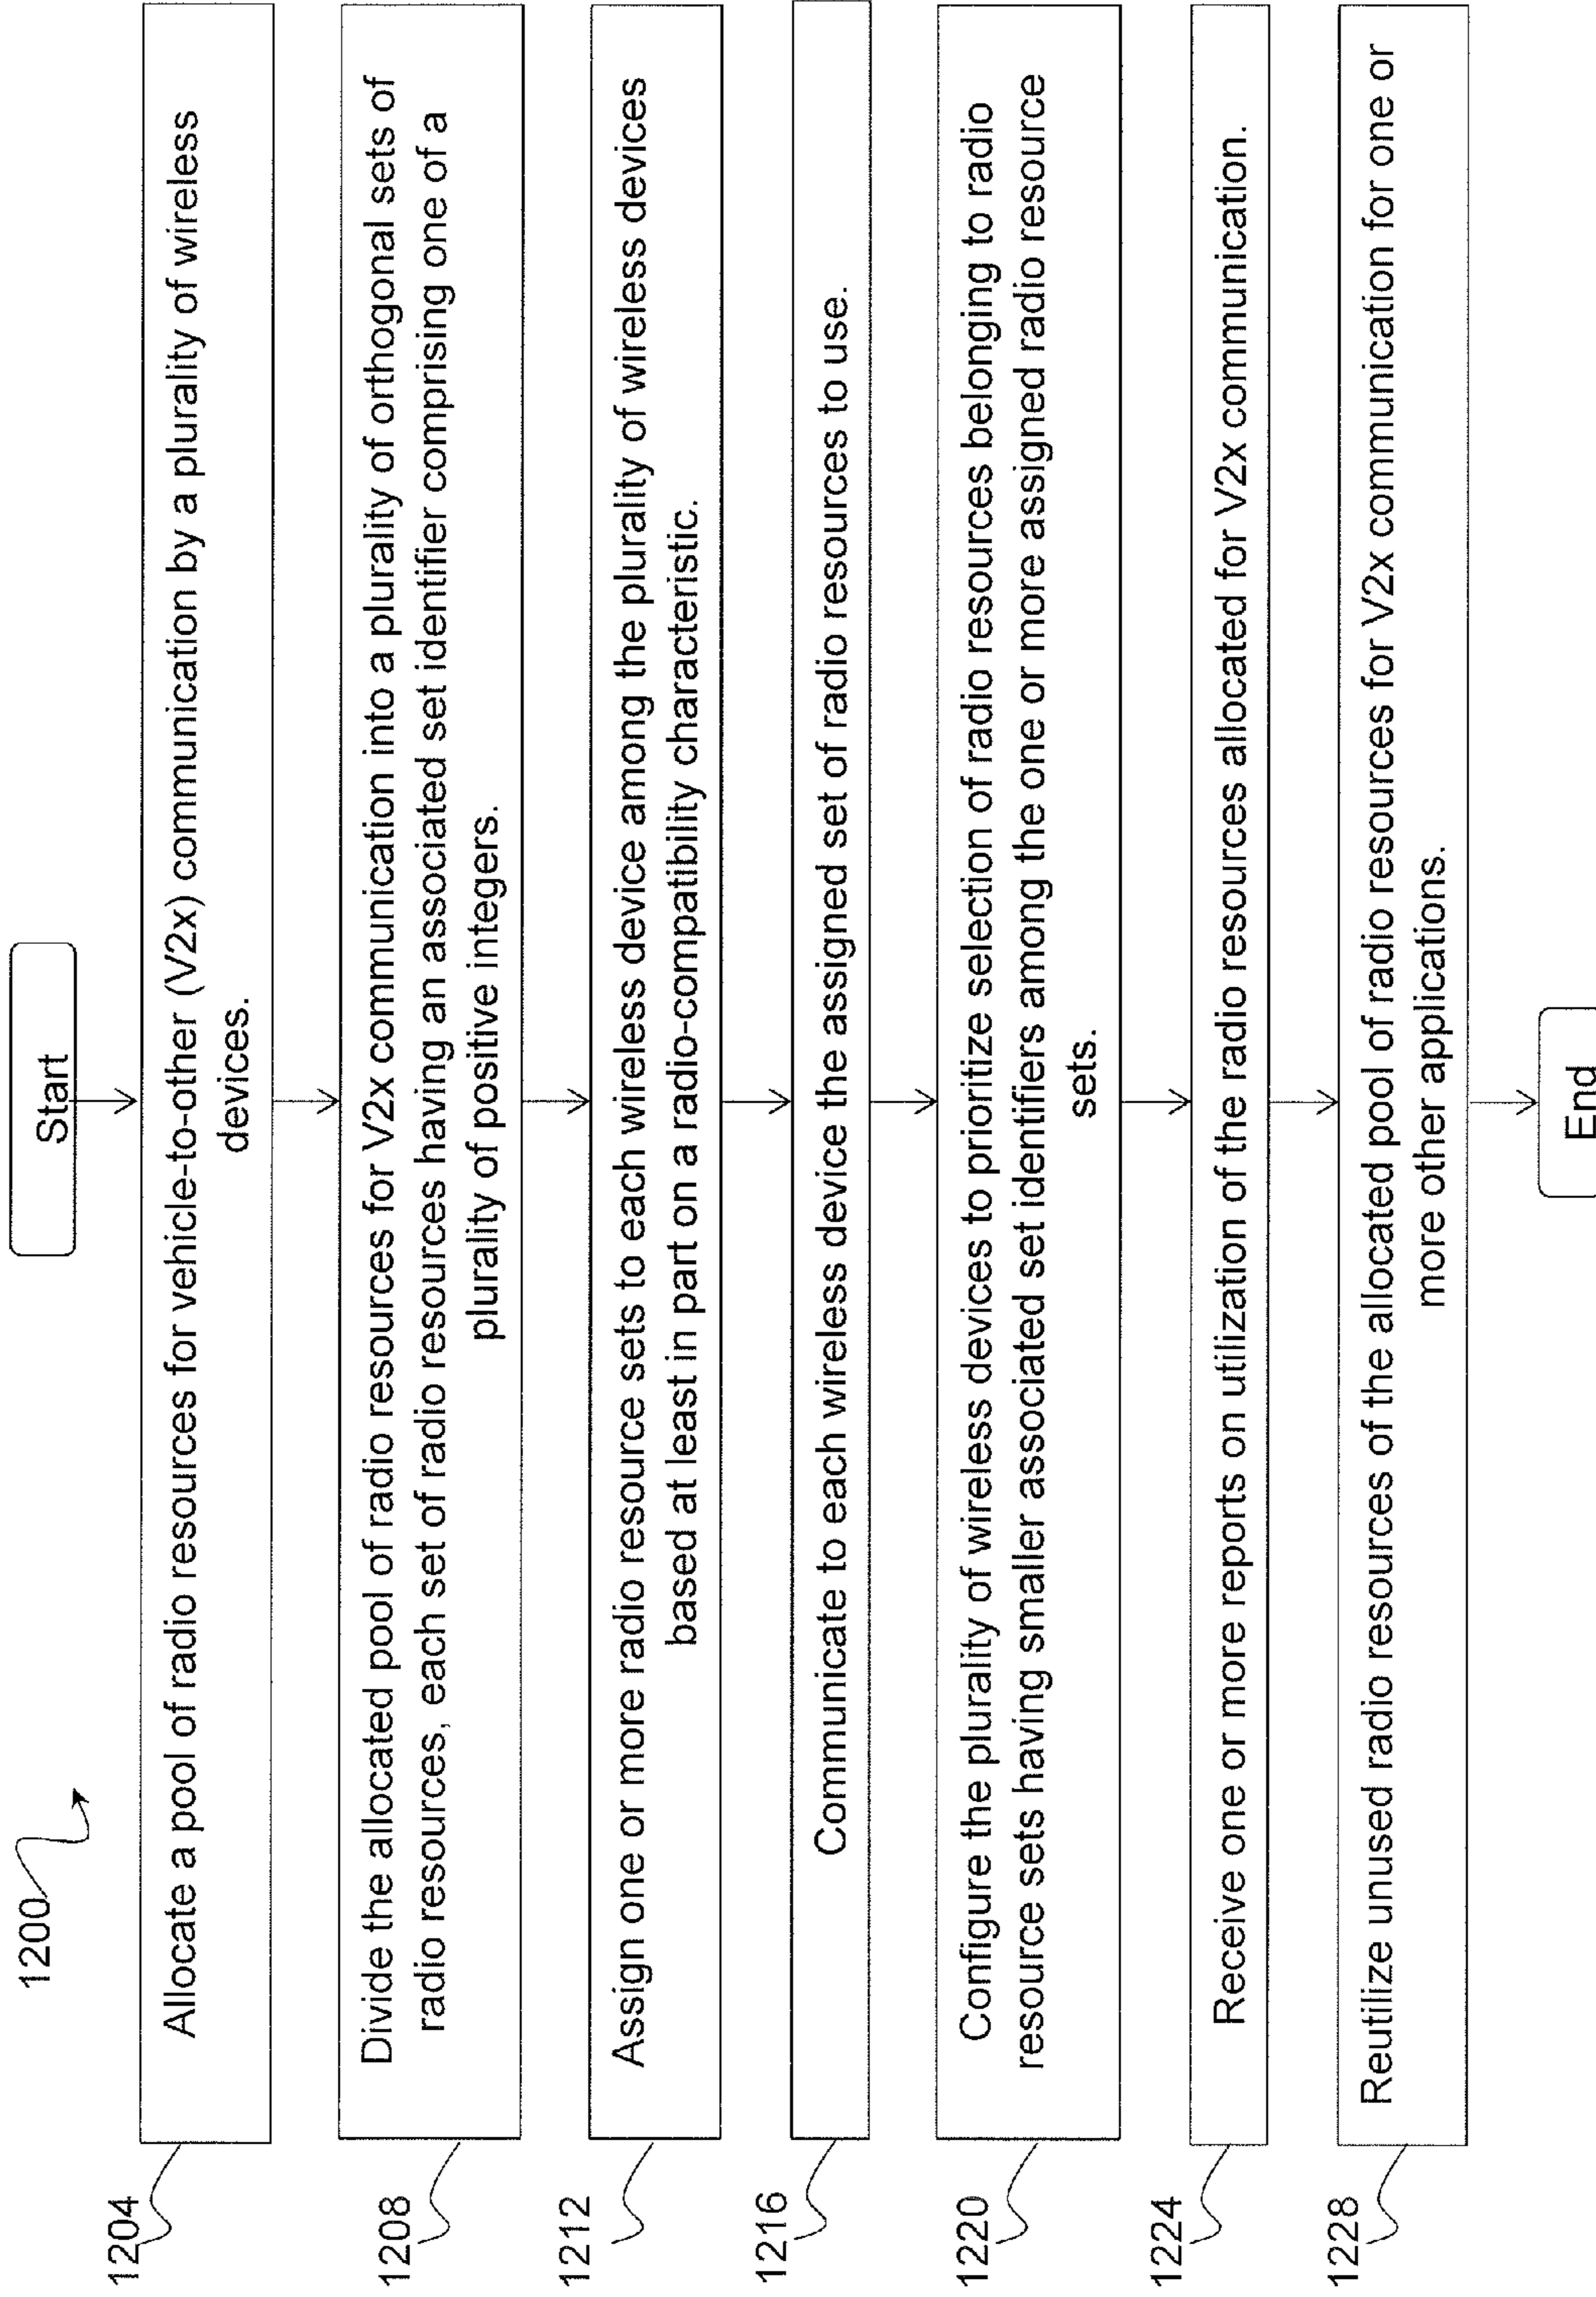 1200
Start
1204
Allocate a pool of radio resources for vehicle-to-other (V2x) communication by a plurality of wireless
devices.
1208
Divide the allocated pool of radio resources for V2x communication into a plurality of orthogonal sets of
radio resources, each set of radio resources having an associated set identifier comprising one of a
plurality of positive integers.
1212
Assign one or more radio resource sets to each wireless device among the plurality of wireless devices
based at least in part on a radio-compatibility characteristic.
1216
Communicate to each wireless device the assigned set of radio resources to use.
1220
Configure the plurality of wireless devices to prioritize selection of radio resources belonging to radio
resource sets having smaller associated set identifiers among the one or more assigned radio resource
sets.
1224
Receive one or more reports on utilization of the radio resources allocated for V2x communication.
1228
Reutilize unused radio resources of the allocated pool of radio resources for V2x communication for one or
more other applications.
End